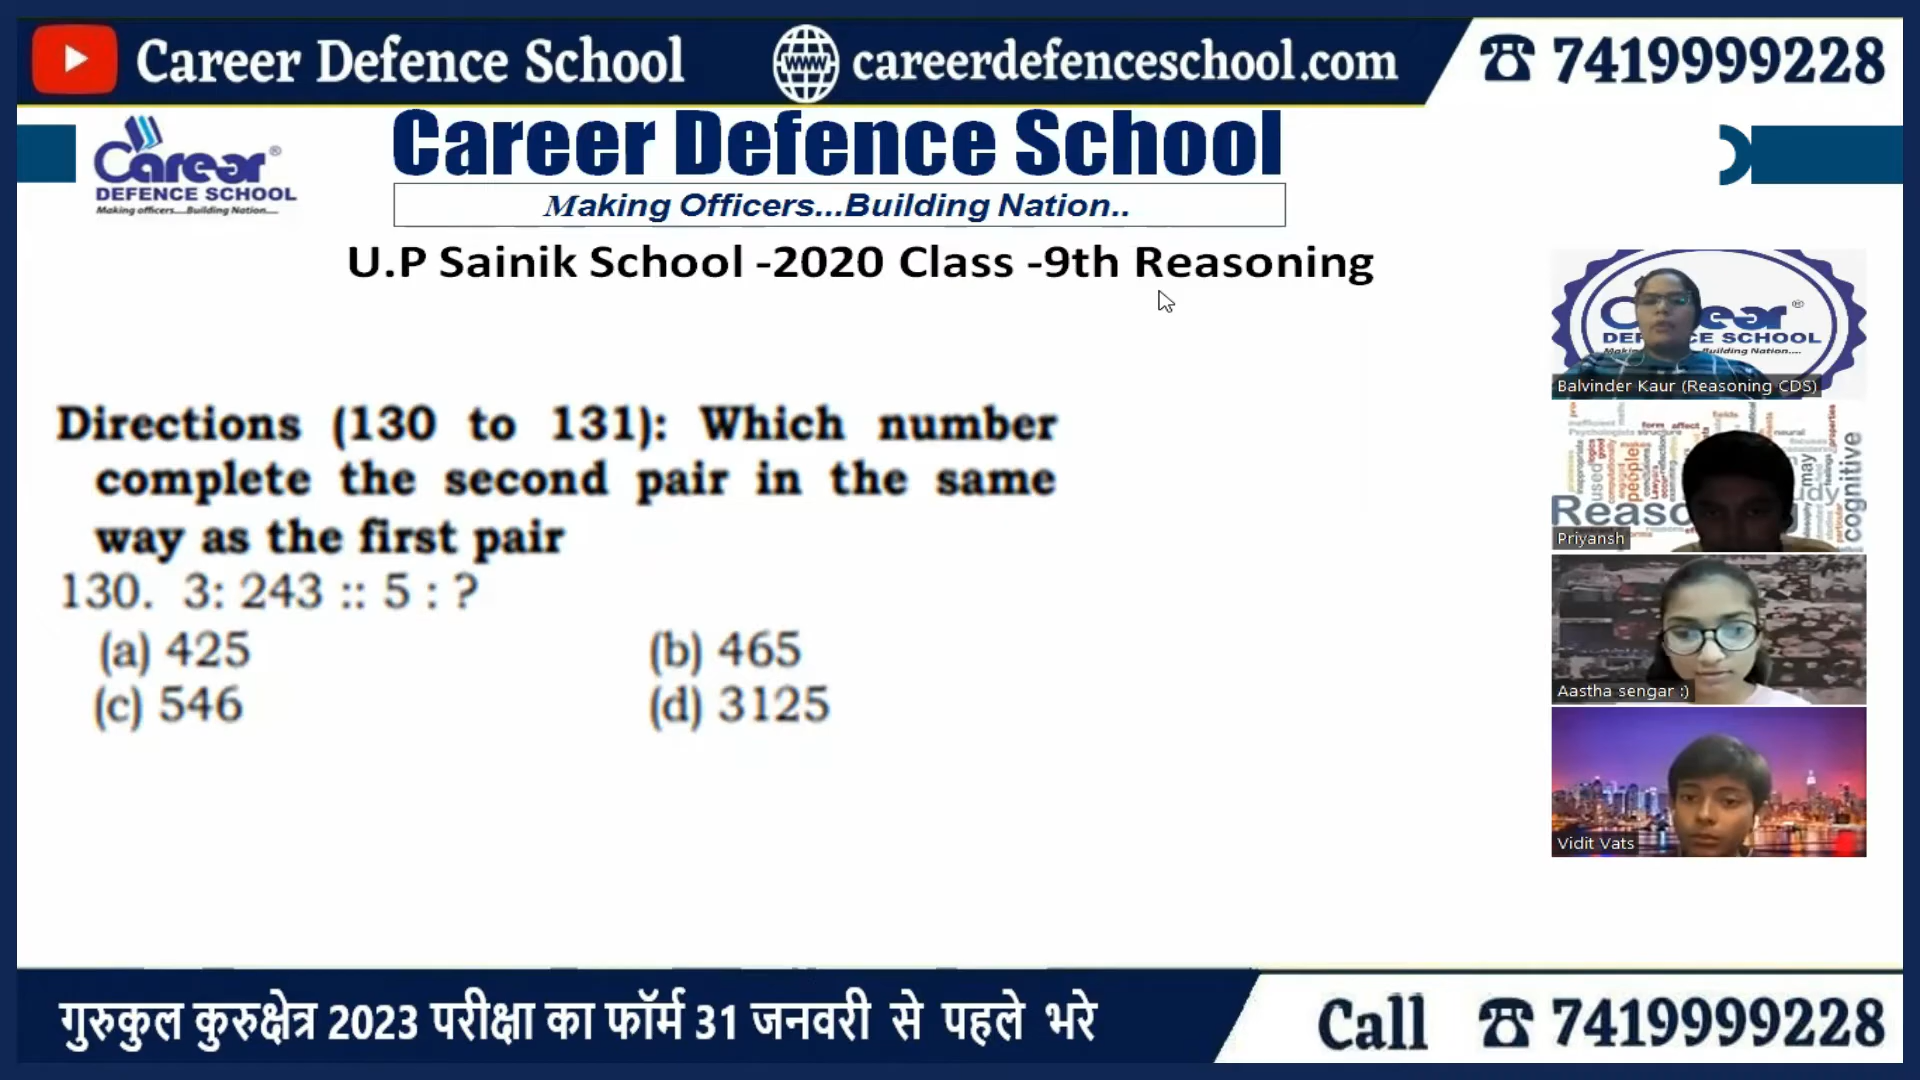 Career Defence School
www
careerdefenceschool.com
7419999228
Career®
DEFENCE SCHOOL
Making officers....Building Nation....
Career Defence School
Making Officers...Building Nation..
U.P Sainik School -2020 Class -9th Reasoning
Directions (130 to 131): Which number
complete the second pair in the same
way as the first pair
130. 3: 243 :: 5 : ?
(a) 425
(b) 465
(c) 546
(d) 3125
Balvinder Kaur (Reasoning CDS)
Priyansh
Aastha sengar :)
Vidit Vats
गुरुकुल कुरुक्षेत्र 2023 परीक्षा का फॉर्म 31 जनवरी से पहले भरे
Call
7419999228